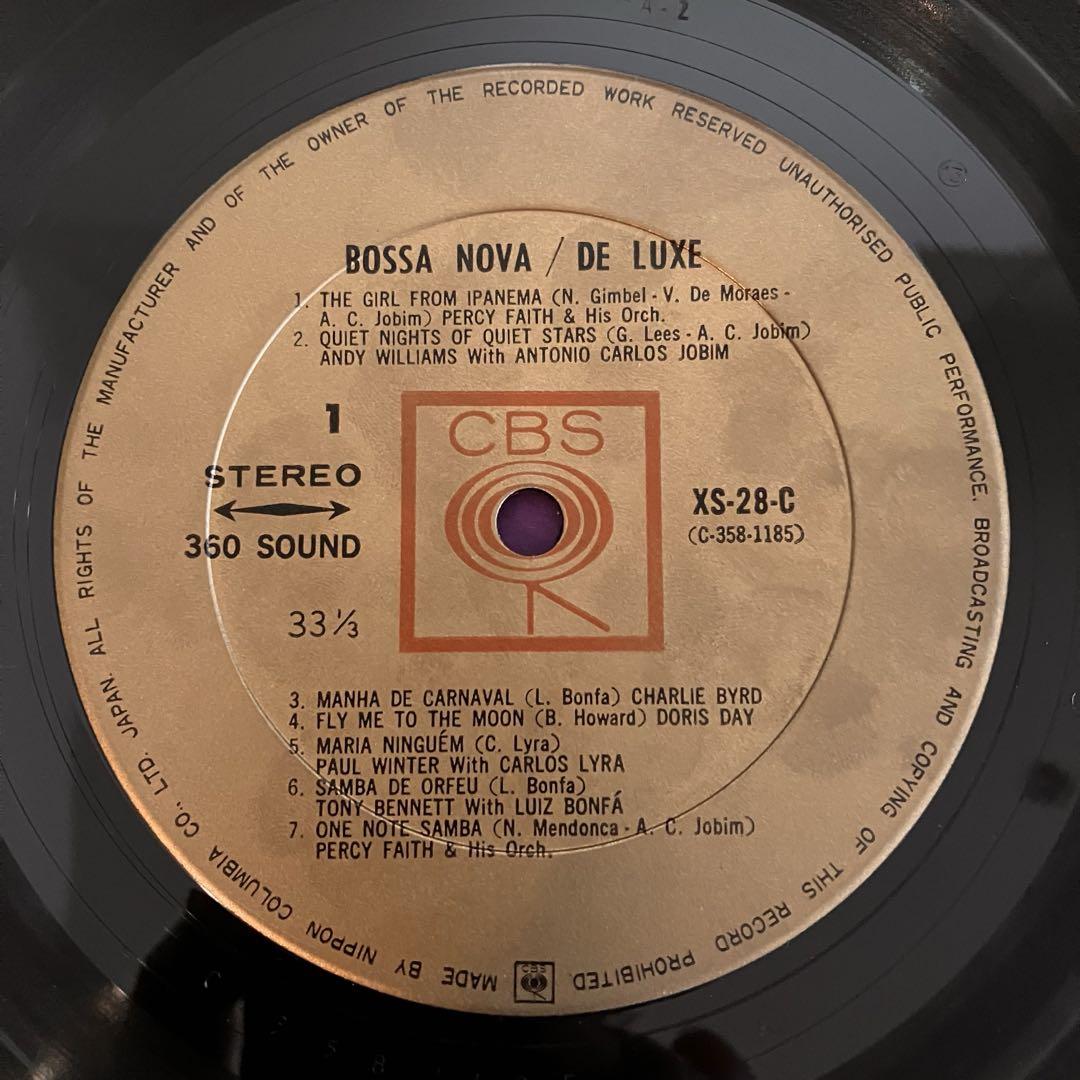 A-2
ALL RIGHTS OF THE MANUFACTURER AND OF THE OWNER OF THE RECORDED WORK RESERVED UNAUTHORISED PUBLIC PERFORMANCE. BROADCASTING AND COPYING OF THIS RECORD PROHIBITED.
BOSSA NOVA / DE LUXE
1. THE GIRL FROM IPANEMA (N. Gimbel - V. De Moraes -
A. C. Jobim) PERCY FAITH & His Orch.
2. QUIET NIGHTS OF QUIET STARS (G. Lees - A. C. Jobim)
ANDY WILLIAMS With ANTONIO CARLOS JOBIM
1
STEREO
360 SOUND
33 1/3
CBS
XS-28-C
(C-358-1185)
3. MANHA DE CARNAVAL (L. Bonfa) CHARLIE BYRD
4. FLY ME TO THE MOON (B. Howard) DORIS DAY
5. MARIA NINGUÉM (C. Lyra)
PAUL WINTER With CARLOS LYRA
6. SAMBA DE ORFEU (L. Bonfa)
TONY BENNETT With LUIZ BONFÁ
7. ONE NOTE SAMBA (N. Mendonca - A. C. Jobim)
PERCY FAITH & His Orch.
CBS
MADE BY NIPPON COLUMBIA CO., LTD. JAPAN.